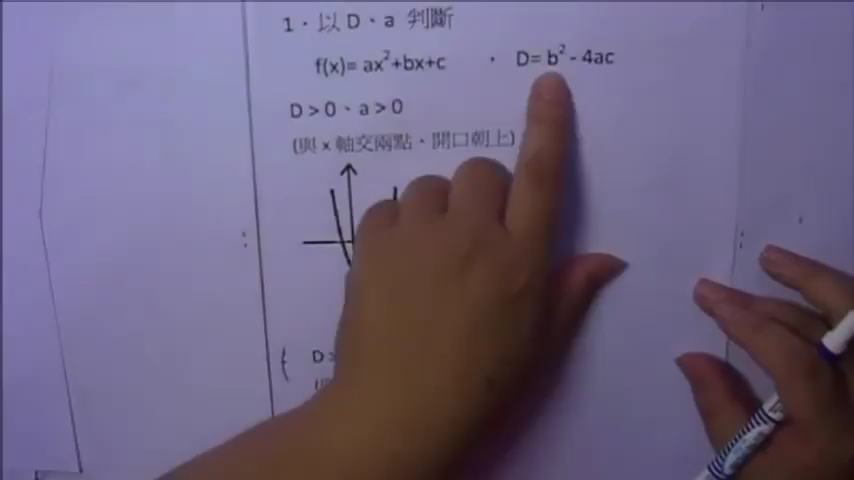 1．以 D、a 判斷
f(x)= ax²+bx+c ， D= b² - 4ac
D > 0、a > 0
(與 x 軸交兩點、開口朝上)
D >